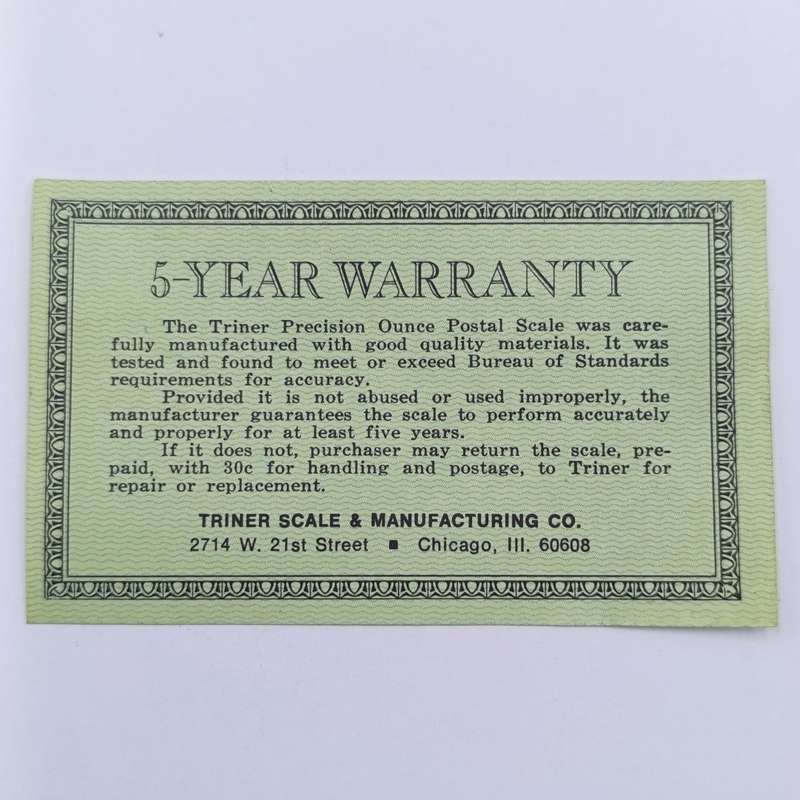 5-YEAR WARRANTY
The Triner Precision Ounce Postal Scale was care-
fully manufactured with good quality materials. It was
tested and found to meet or exceed Bureau of Standards
requirements for accuracy.
Provided it is not abused or used improperly, the
manufacturer guarantees the scale to perform accurately
and properly for at least five years.
If it does not, purchaser may return the scale, pre-
paid, with 30c for handling and postage, to Triner for
repair or replacement.
TRINER SCALE & MANUFACTURING CO.
2714 W. 21st Street ■ Chicago, Ill. 60608